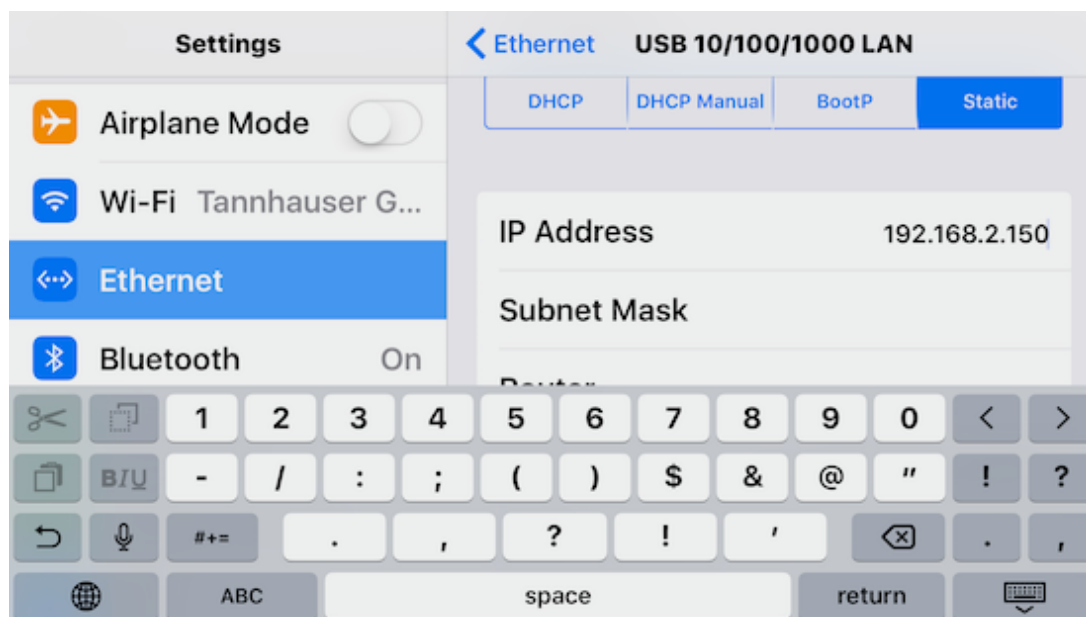 Settings
Ethernet USB 10/100/1000 LAN
DHCP DHCP Manual BootP Static
Airplane Mode
Wi-Fi Tannhauser G...
IP Address 192.168.2.150
Ethernet
Subnet Mask
Bluetooth On
Router
1 2 3 4 5 6 7 8 9 0 < >
BIU - / : ; ( ) $ & @ " ! ?
#+= . , ? ! ' . ,
ABC space return